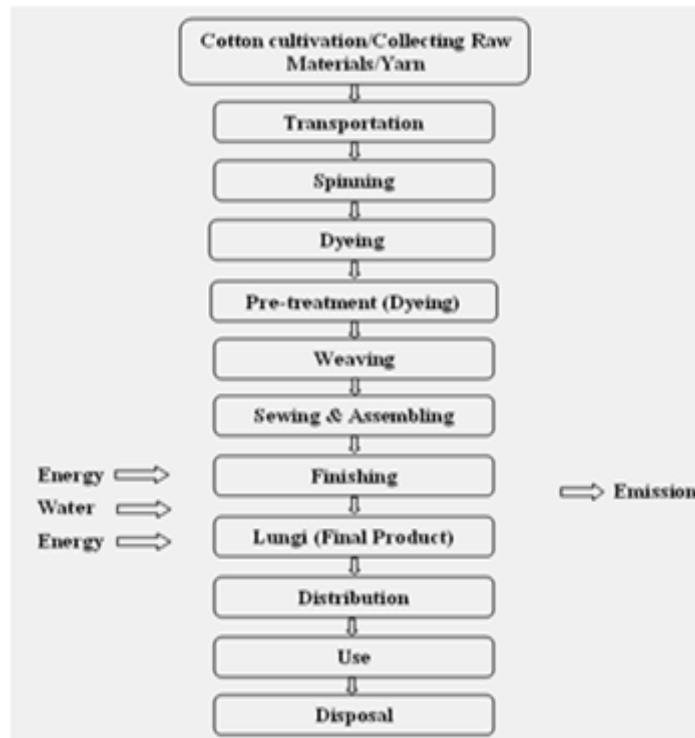 Cotton cultivation/Collecting Raw
Materials/Yarn
Transportation
Spinning
Dyeing
Pre-treatment (Dyeing)
Weaving
Sewing & Assembling
Energy
Finishing
Emission
Water
Energy
Lungi (Final Product)
Distribution
Use
Disposal